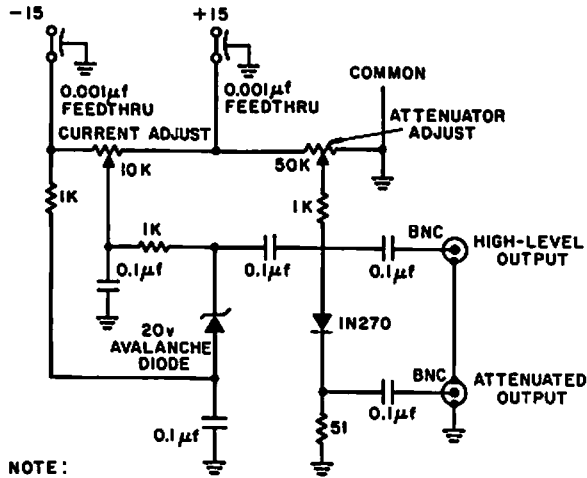 −15
+15
0.001μf
FEEDTHRU
0.001μf
FEEDTHRU
COMMON
CURRENT ADJUST
ATTENUATOR
ADJUST
10K
50K
1K
1K
1K
BNC
HIGH-LEVEL
OUTPUT
0.1μf
0.1μf
0.1μf
20v
AVALANCHE
DIODE
IN270
BNC
ATTENUATED
OUTPUT
0.1μf
0.1μf
51
NOTE: